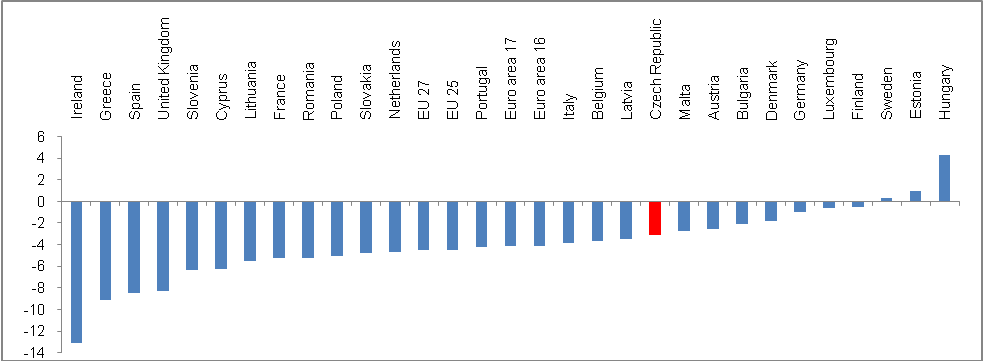 Ireland
Greece
Spain
United Kingdom
Slovenia
Cyprus
Lithuania
France
Romania
Poland
Slovakia
Netherlands
EU 27
EU 25
Portugal
Euro area 17
Euro area 16
Italy
Belgium
Latvia
Czech Republic
Malta
Austria
Bulgaria
Denmark
Germany
Luxembourg
Finland
Sweden
Estonia
Hungary
6
4
2
0
-2
-4
-6
-8
-10
-12
-14